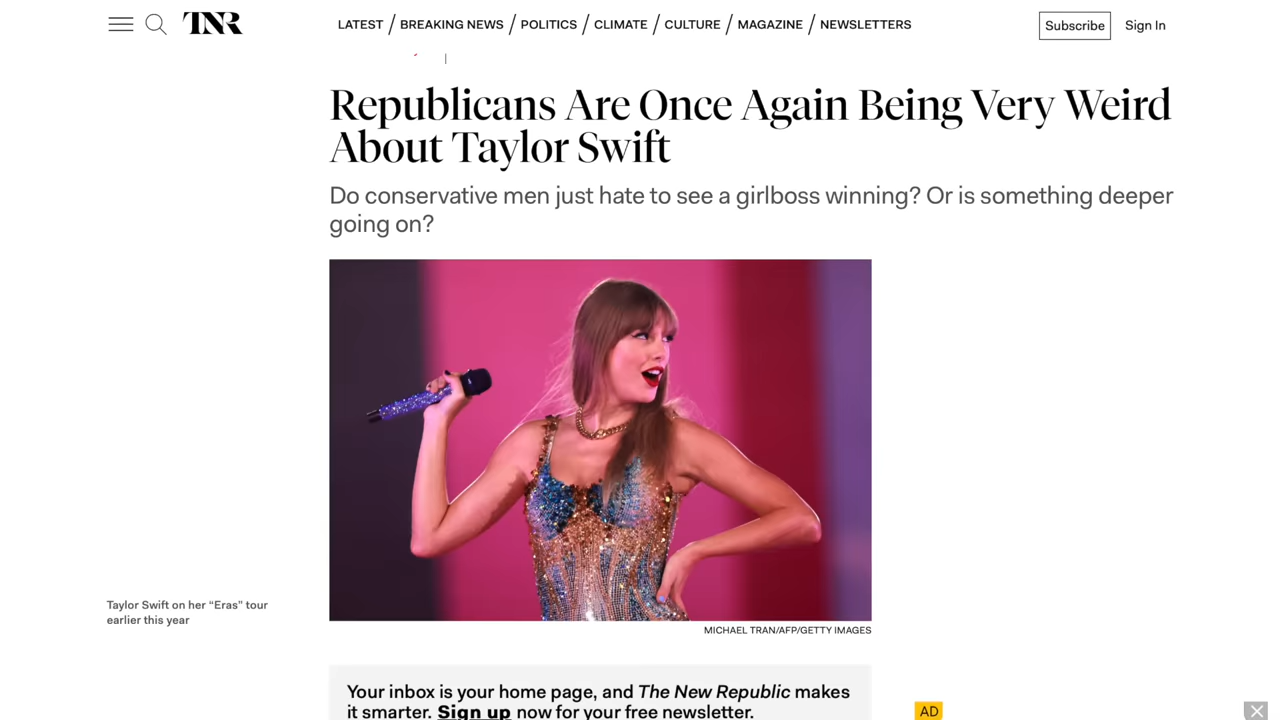 TNR
LATEST / BREAKING NEWS / POLITICS / CLIMATE / CULTURE / MAGAZINE / NEWSLETTERS
Subscribe
Sign In
Republicans Are Once Again Being Very Weird
About Taylor Swift
Do conservative men just hate to see a girlboss winning? Or is something deeper
going on?
Taylor Swift on her “Eras” tour
earlier this year
MICHAEL TRAN/AFP/GETTY IMAGES
Your inbox is your home page, and The New Republic makes
it smarter. Sign up now for your free newsletter.
AD